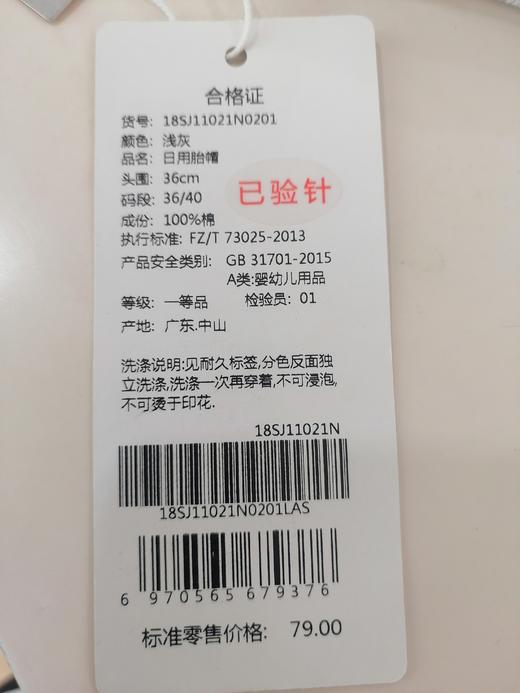 合格证
货号: 18SJ11021N0201
颜色: 浅灰
品名: 日用胎帽
头围: 36cm
码段: 36/40
已验针
成份: 100%棉
执行标准: FZ/T 73025-2013
产品安全类别: GB 31701-2015
A类:婴幼儿用品
等级: 一等品 检验员: 01
产地: 广东.中山
洗涤说明:见耐久标签,分色反面独
立洗涤,洗涤一次再穿着,不可浸泡,
不可烫于印花.
18SJ11021N
18SJ11021N0201LAS
6 970565 679376
标准零售价格: 79.00